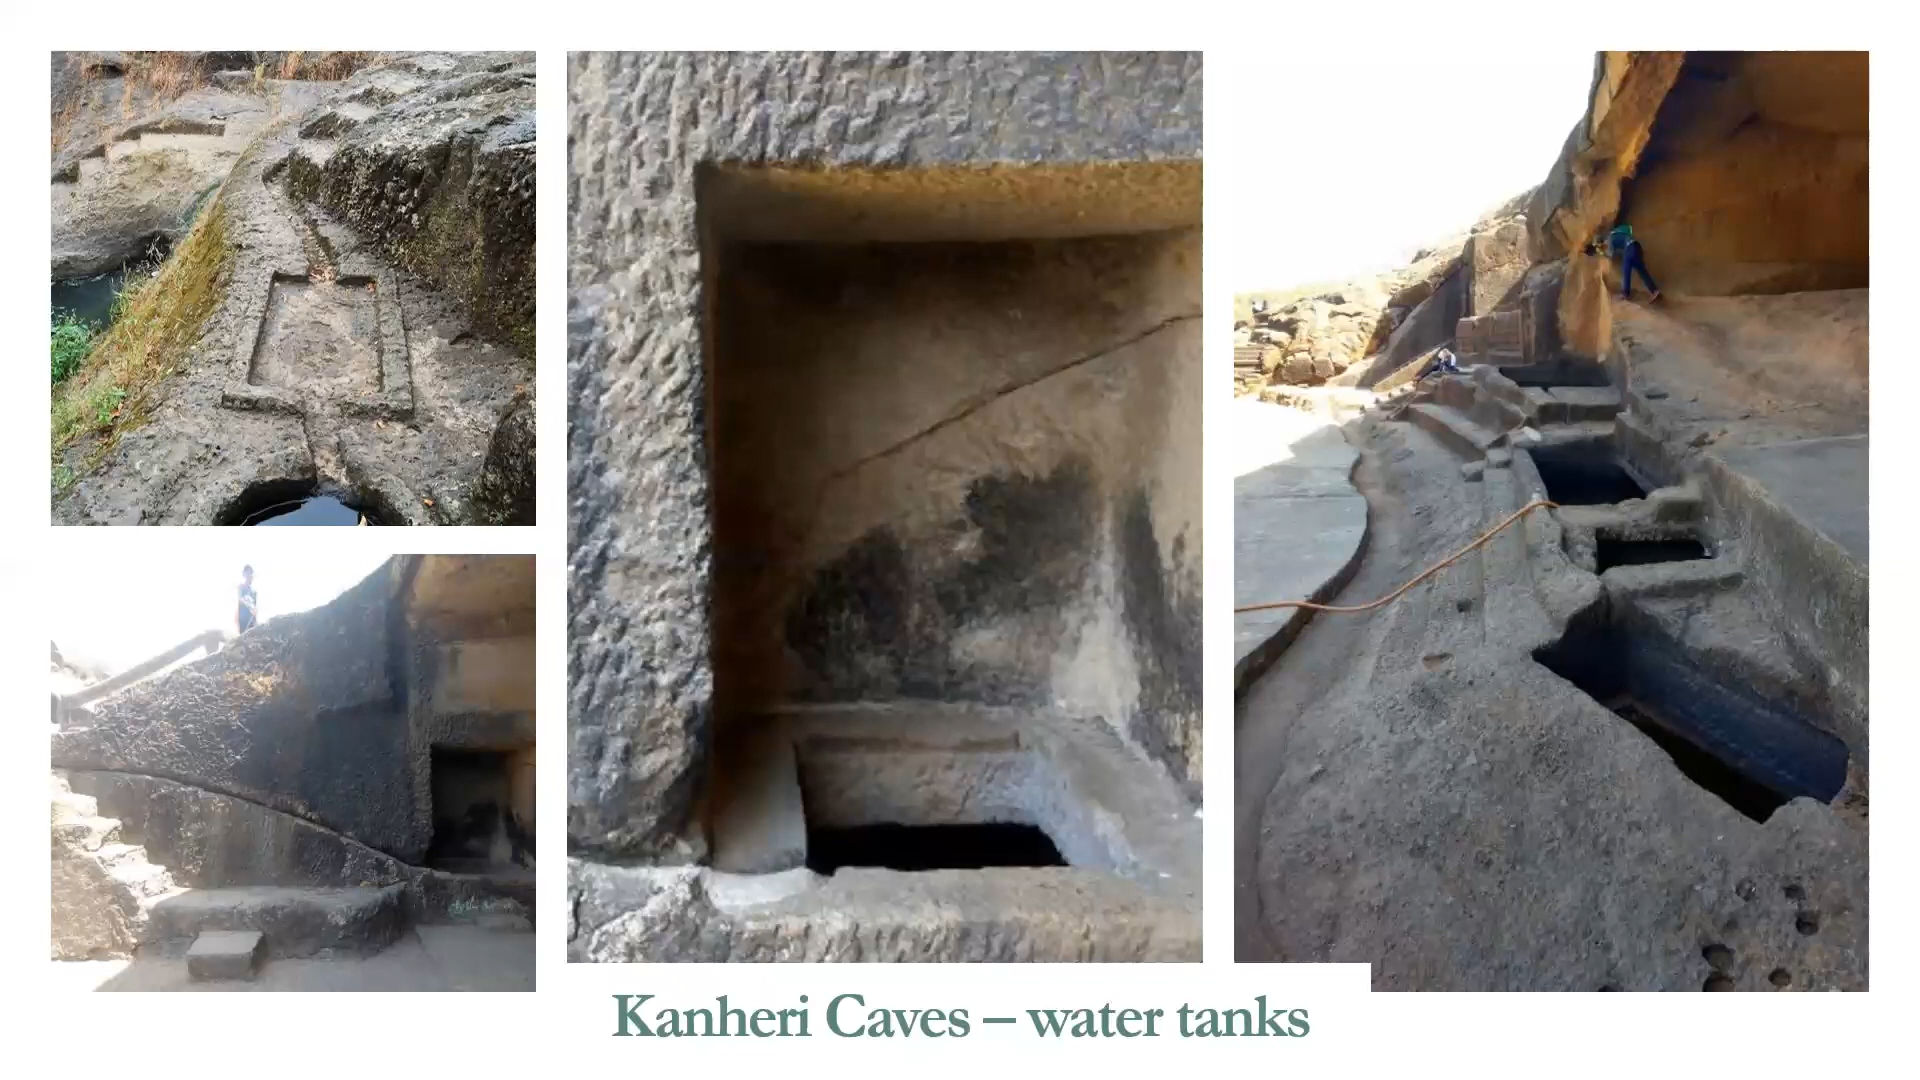 Kanheri Caves – water tanks